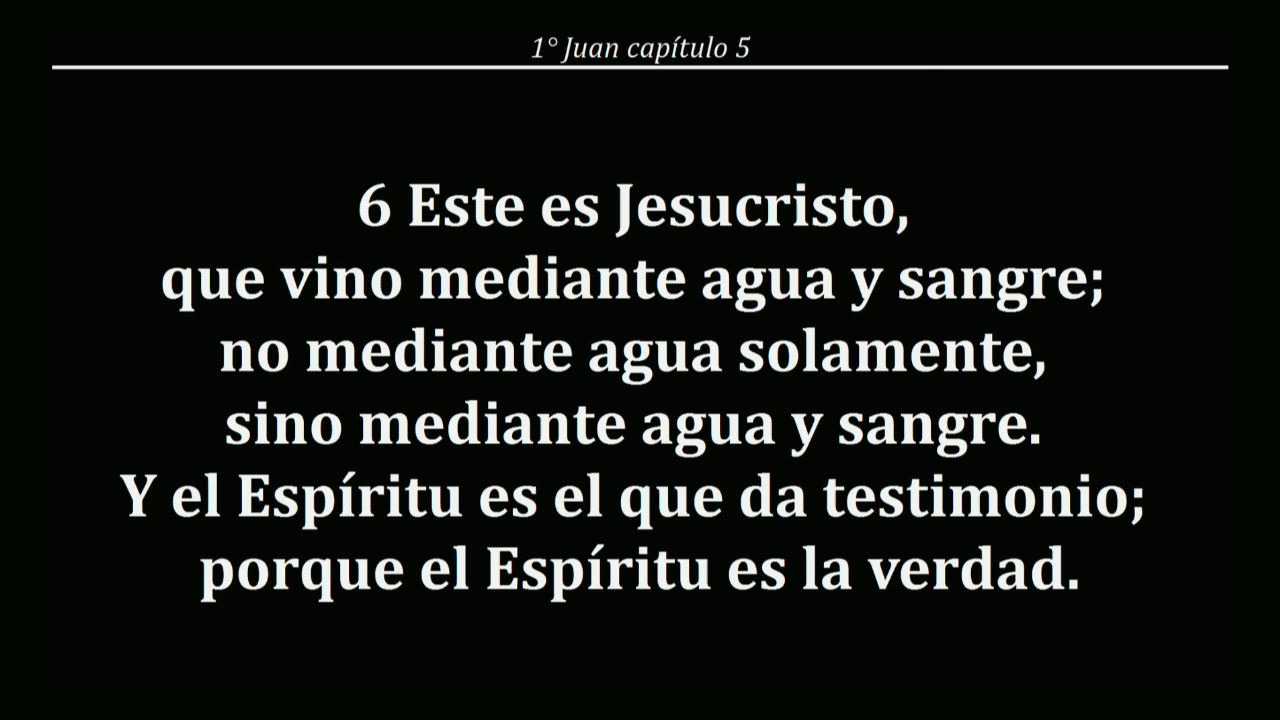 1° Juan capítulo 5
6 Este es Jesucristo,
que vino mediante agua y sangre;
no mediante agua solamente,
sino mediante agua y sangre.
Y el Espíritu es el que da testimonio;
porque el Espíritu es la verdad.